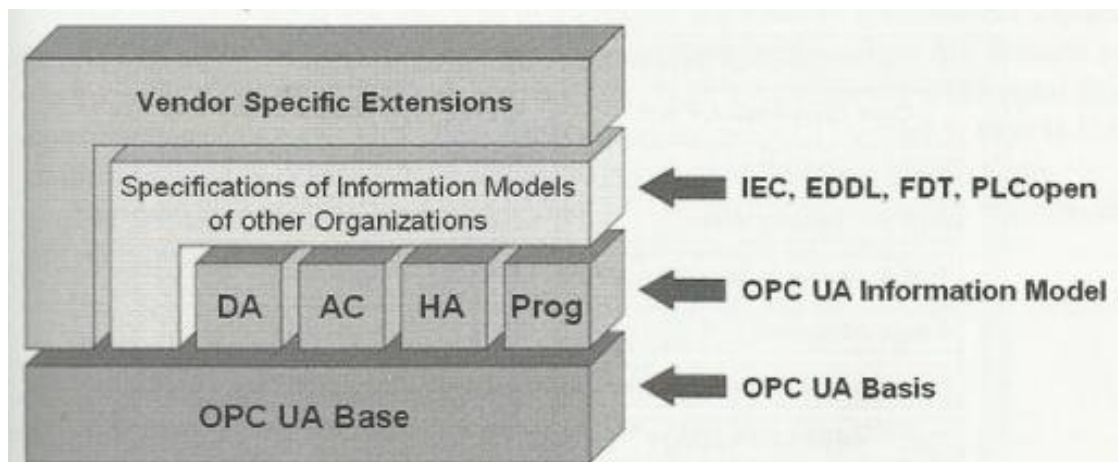 Vendor Specific Extensions
Specifications of Information Models
of other Organizations
IEC, EDDL, FDT, PLCopen
DA
AC
HA
Prog
OPC UA Information Model
OPC UA Base
OPC UA Basis